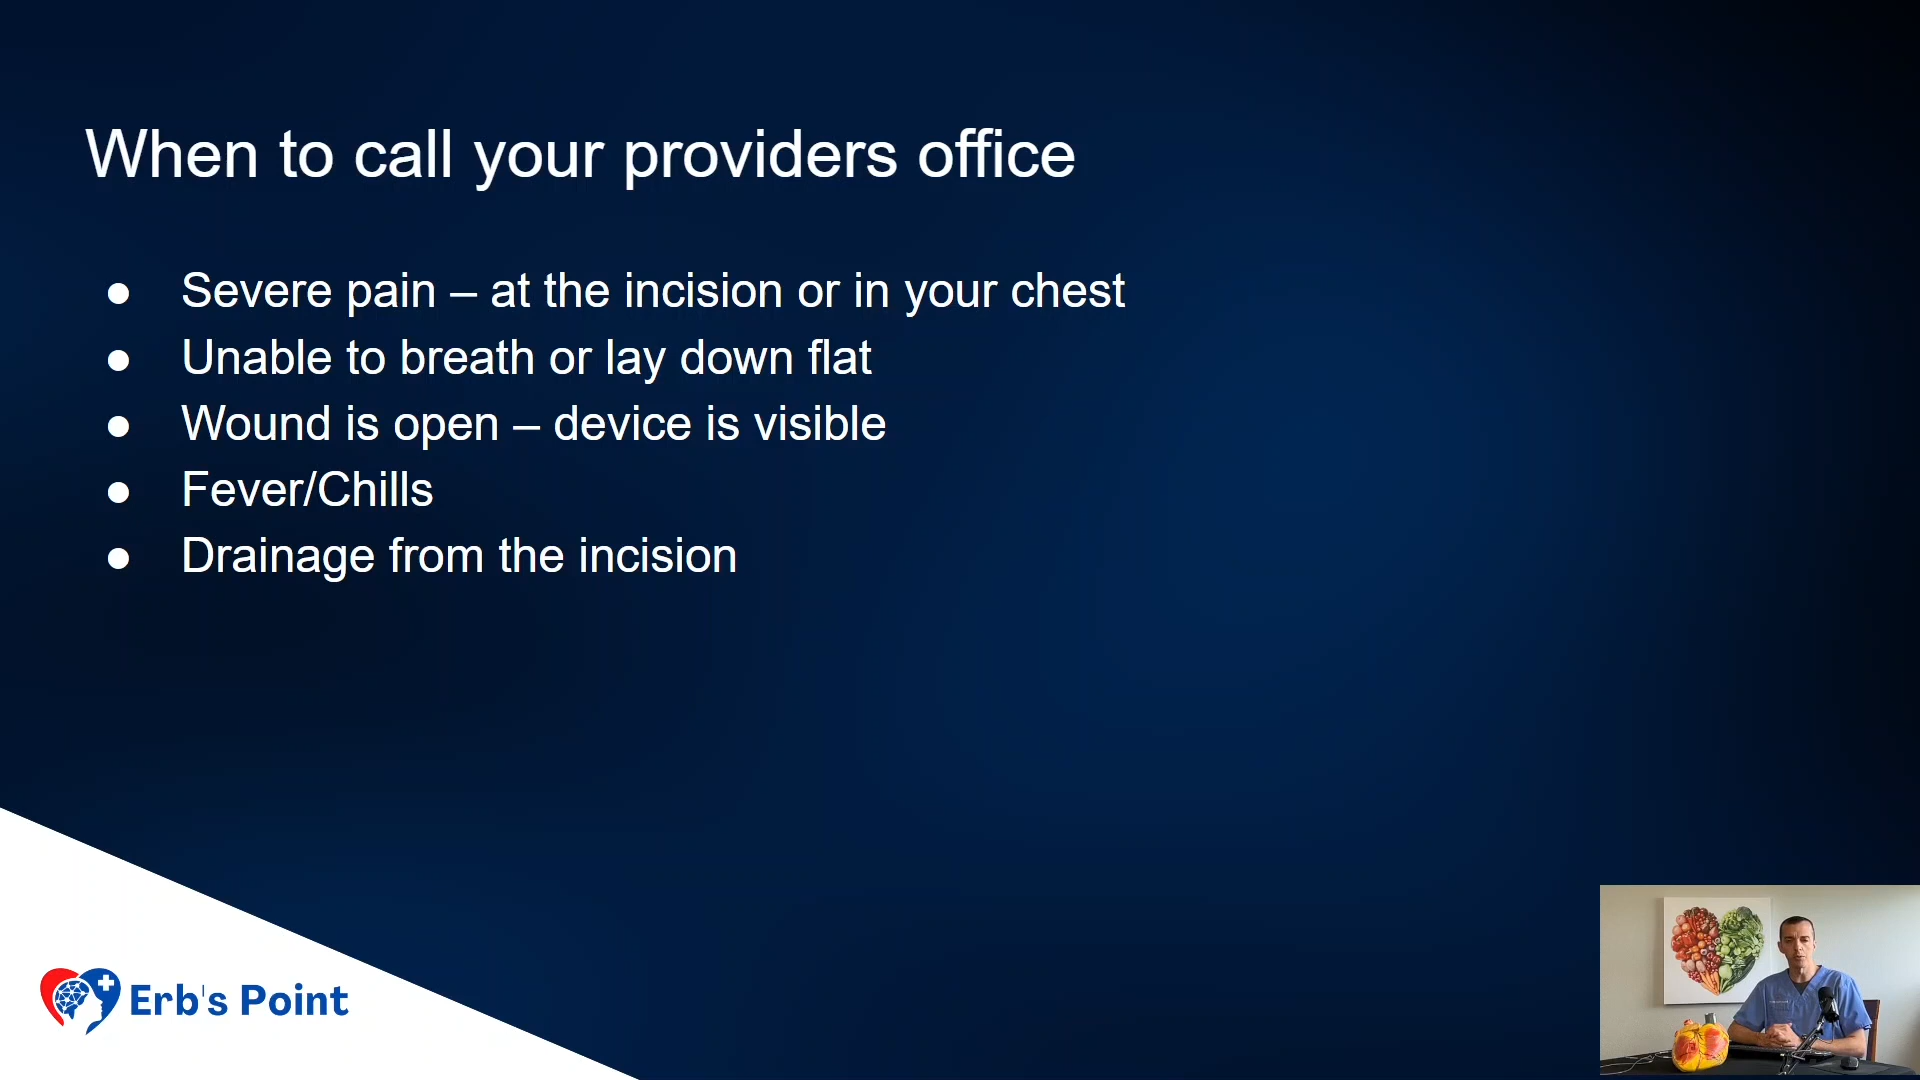 When to call your providers office
● Severe pain – at the incision or in your chest
● Unable to breath or lay down flat
● Wound is open – device is visible
● Fever/Chills
● Drainage from the incision
Erb's Point